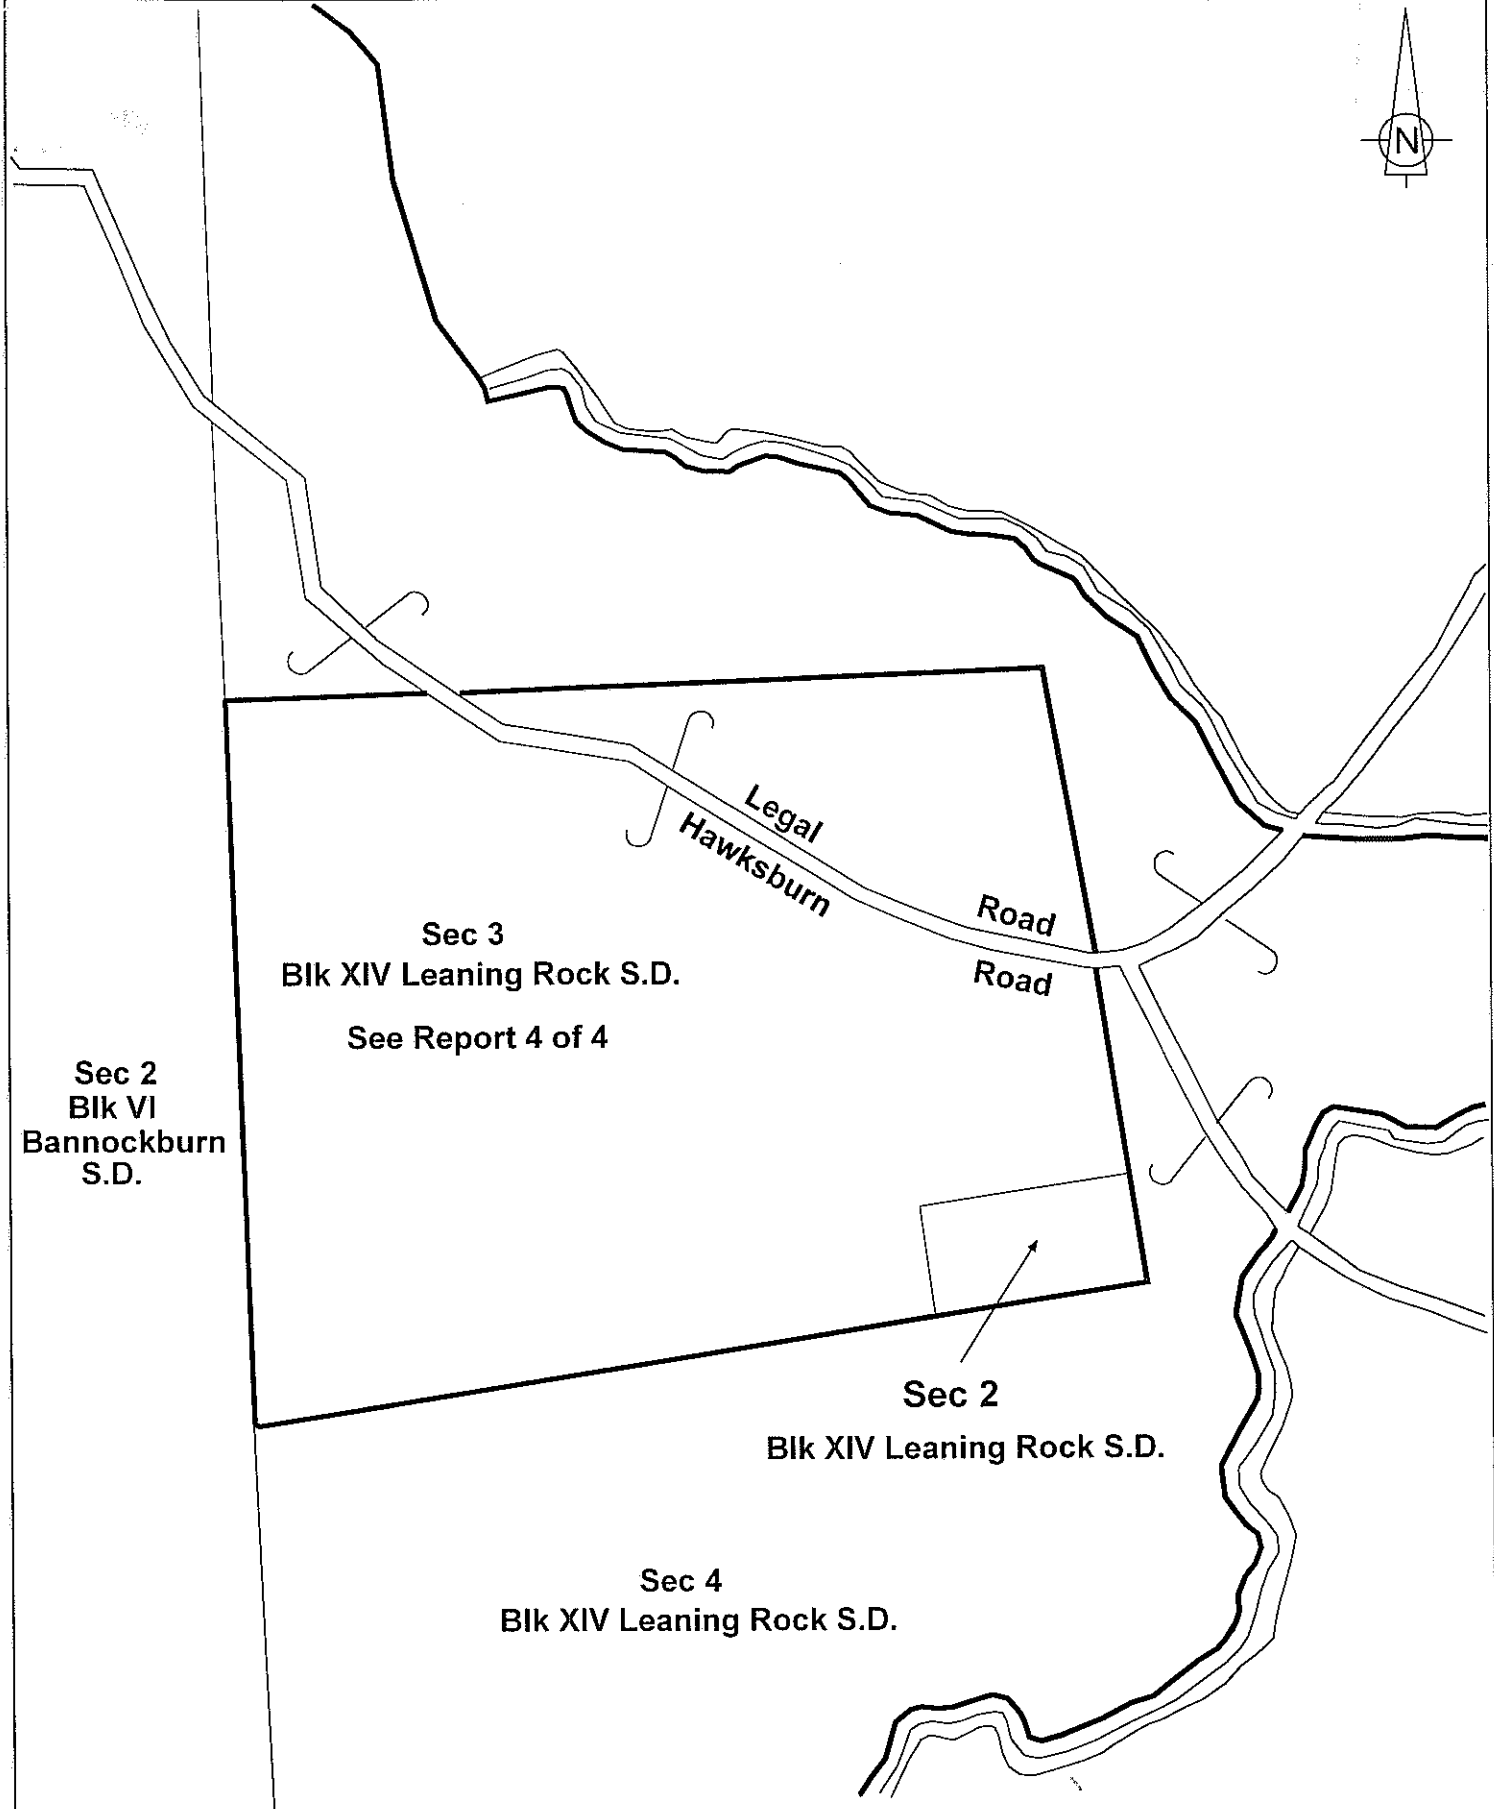 N
Legal
Road
Hawksburn
Road
Sec 3
Blk XIV Leaning Rock S.D.
See Report 4 of 4
Sec 2
Blk VI
Bannockburn
S.D.
Sec 2
Blk XIV Leaning Rock S.D.
Sec 4
Blk XIV Leaning Rock S.D.